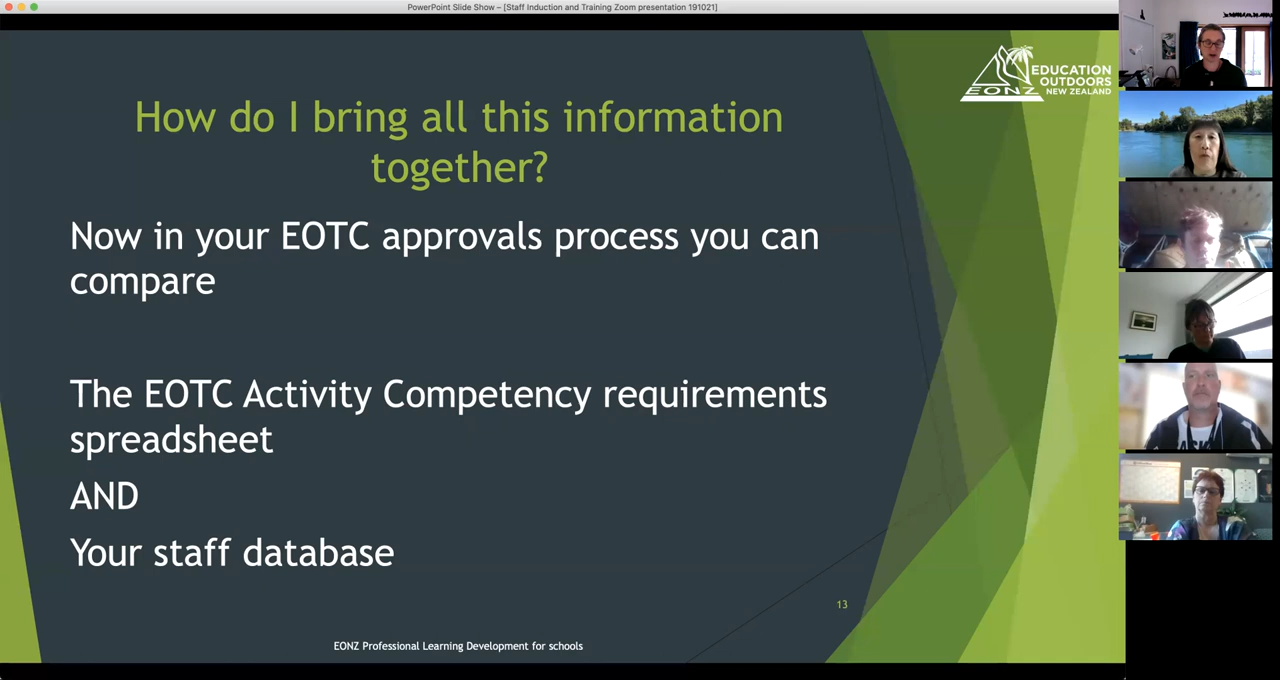 PowerPoint Slide Show – [Staff Induction and Training Zoom presentation 191021]
EDUCATION
OUTDOORS
NEW ZEALAND
EONZ
How do I bring all this information
together?
Now in your EOTC approvals process you can
compare
The EOTC Activity Competency requirements
spreadsheet
AND
Your staff database
13
EONZ Professional Learning Development for schools